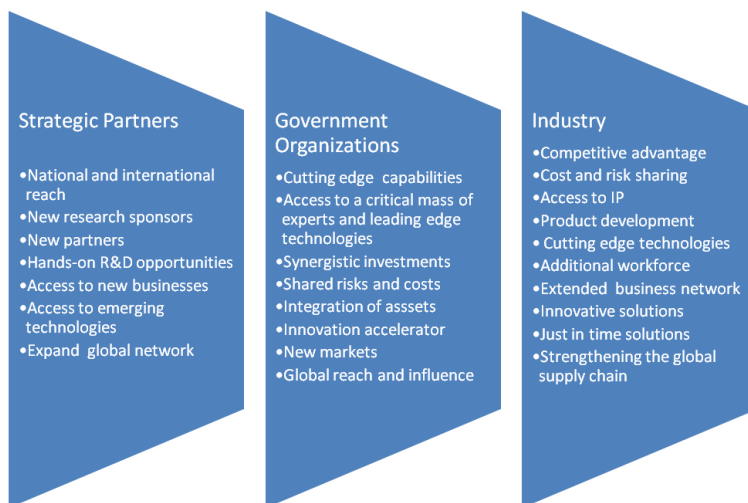 Strategic Partners
•National and international
reach
•New research sponsors
•New partners
•Hands-on R&D opportunities
•Access to new businesses
•Access to emerging
technologies
•Expand global network
Government
Organizations
•Cutting edge capabilities
•Access to a critical mass of
experts and leading edge
technologies
•Synergistic investments
•Shared risks and costs
•Integration of asssets
•Innovation accelerator
•New markets
•Global reach and influence
Industry
•Competitive advantage
•Cost and risk sharing
•Access to IP
•Product development
• Cutting edge technologies
•Additional workforce
•Extended business network
•Innovative solutions
•Just in time solutions
•Strengthening the global
supply chain